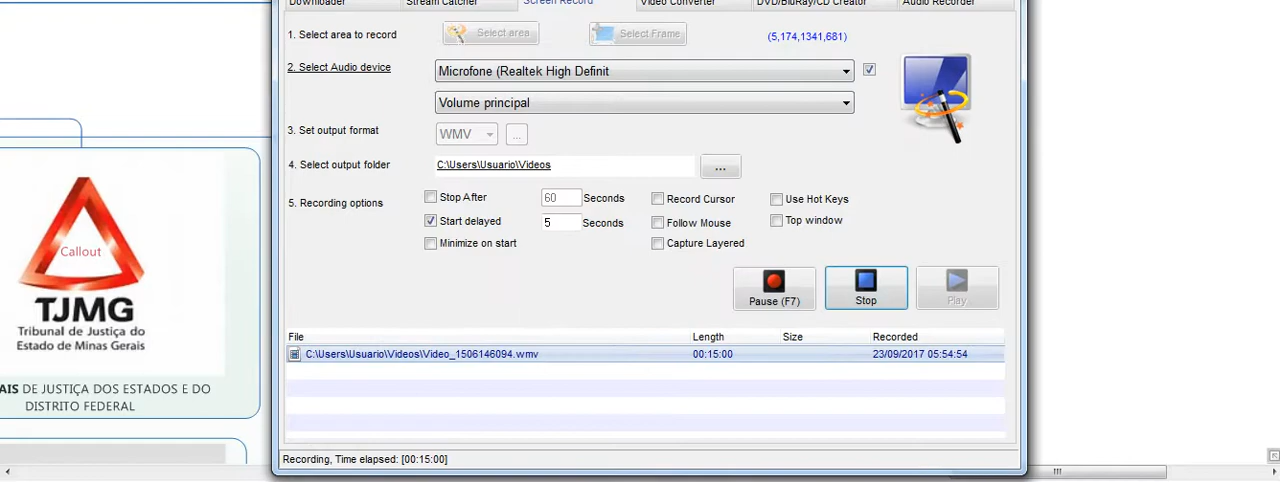 Downloader
Stream Catcher
Screen Record
Video Converter
DVD/BluRay/CD Creator
Audio Recorder
1. Select area to record
Select area
Select Frame
(5,174,1341,681)
2. Select Audio device
Microfone (Realtek High Definit
Volume principal
3. Set output format
WMV
...
4. Select output folder
C:\Users\Usuario\Videos
...
5. Recording options
Stop After
60
Seconds
Record Cursor
Use Hot Keys
Start delayed
5
Seconds
Follow Mouse
Top window
Minimize on start
Capture Layered
Pause (F7)
Stop
Play
File
Length
Size
Recorded
C:\Users\Usuario\Videos\Video_1506146094.wmv
00:15:00
23/09/2017 05:54:54
Recording, Time elapsed: [00:15:00]
Callout
TJMG
Tribunal de Justiça do
Estado de Minas Gerais
AIS DE JUSTIÇA DOS ESTADOS E DO
DISTRITO FEDERAL